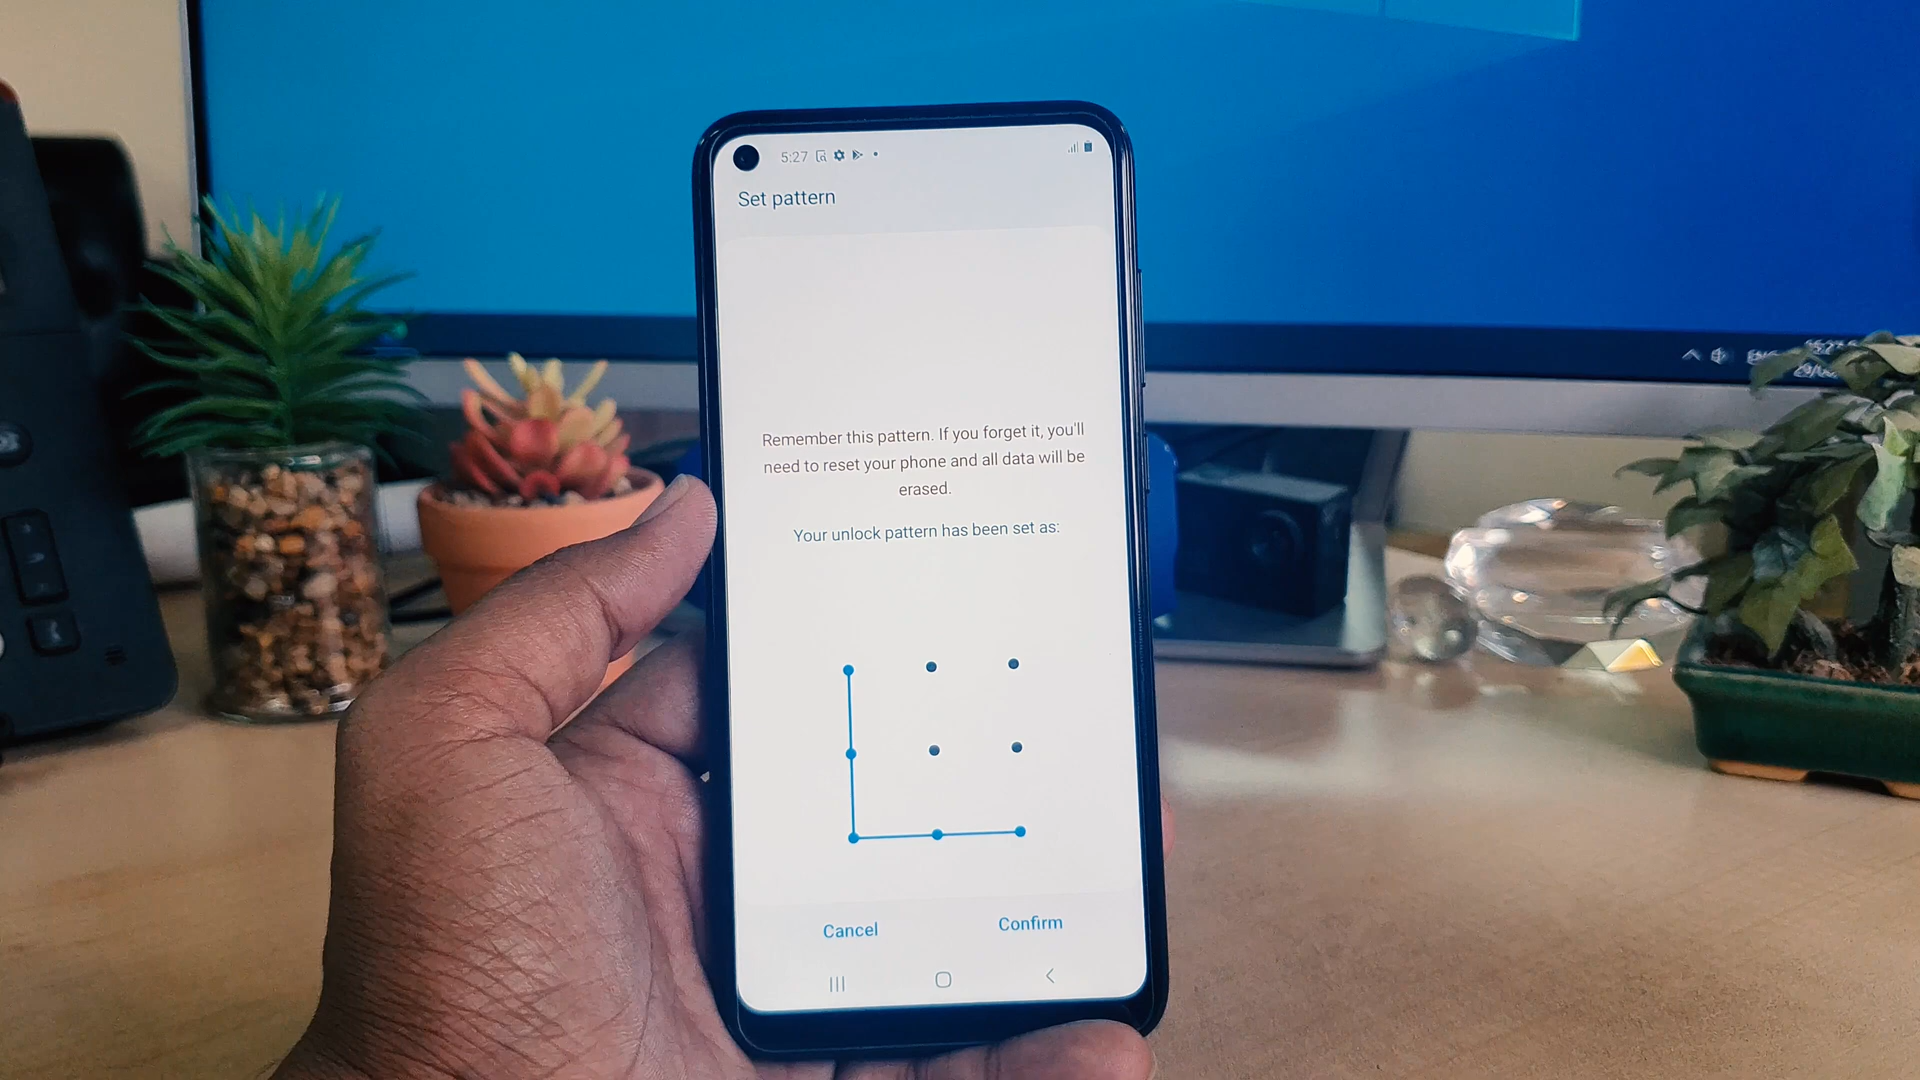 5:27
Set pattern
Remember this pattern. If you forget it, you'll
need to reset your phone and all data will be
erased.
Your unlock pattern has been set as:
Cancel
Confirm